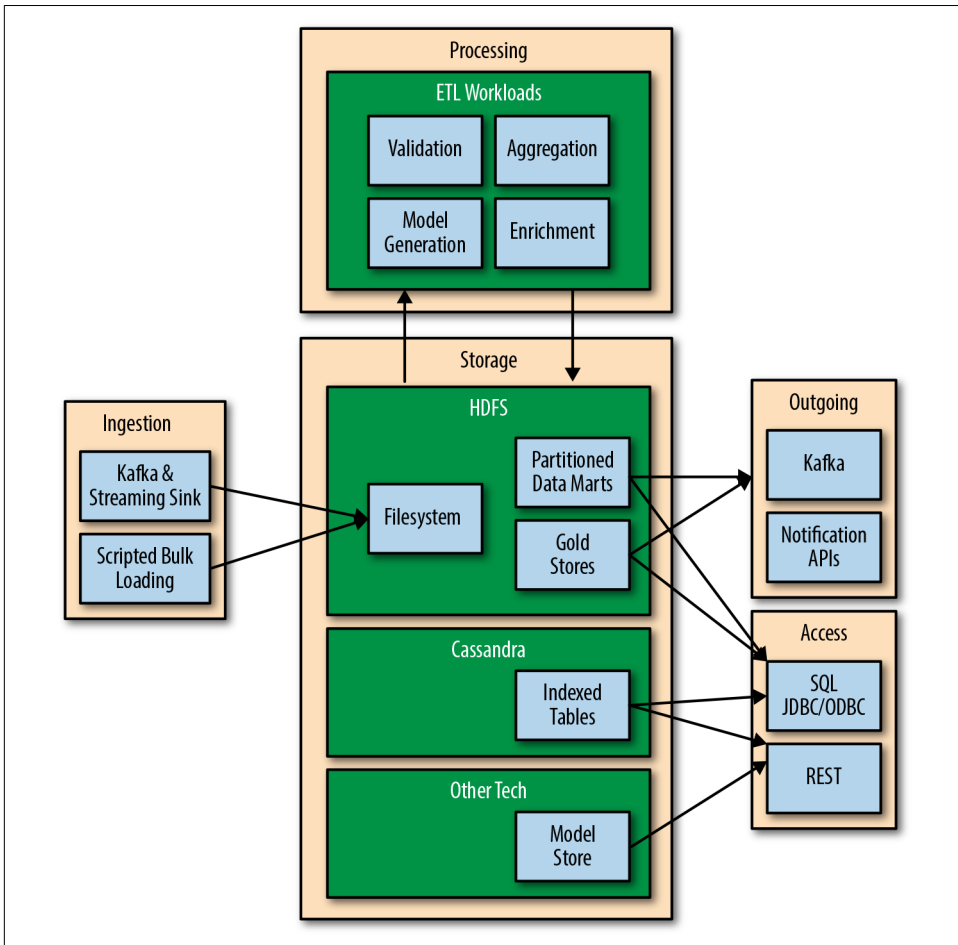 Processing
ETL Workloads
Validation
Aggregation
Model
Generation
Enrichment
Storage
HDFS
Ingestion
Kafka &
Streaming Sink
Scripted Bulk
Loading
Filesystem
Partitioned
Data Marts
Gold
Stores
Outgoing
Kafka
Notification
APIs
Cassandra
Indexed
Tables
Access
SQL
JDBC/ODBC
REST
Other Tech
Model
Store